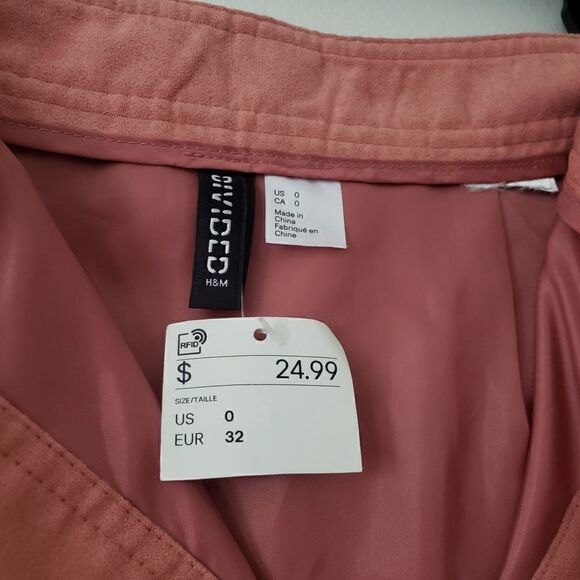 DIVIDED
H&M
US 0
CA 0
Made in
China
Fabriqué en
Chine
RFID
$ 24.99
SIZE/TAILLE
US 0
EUR 32